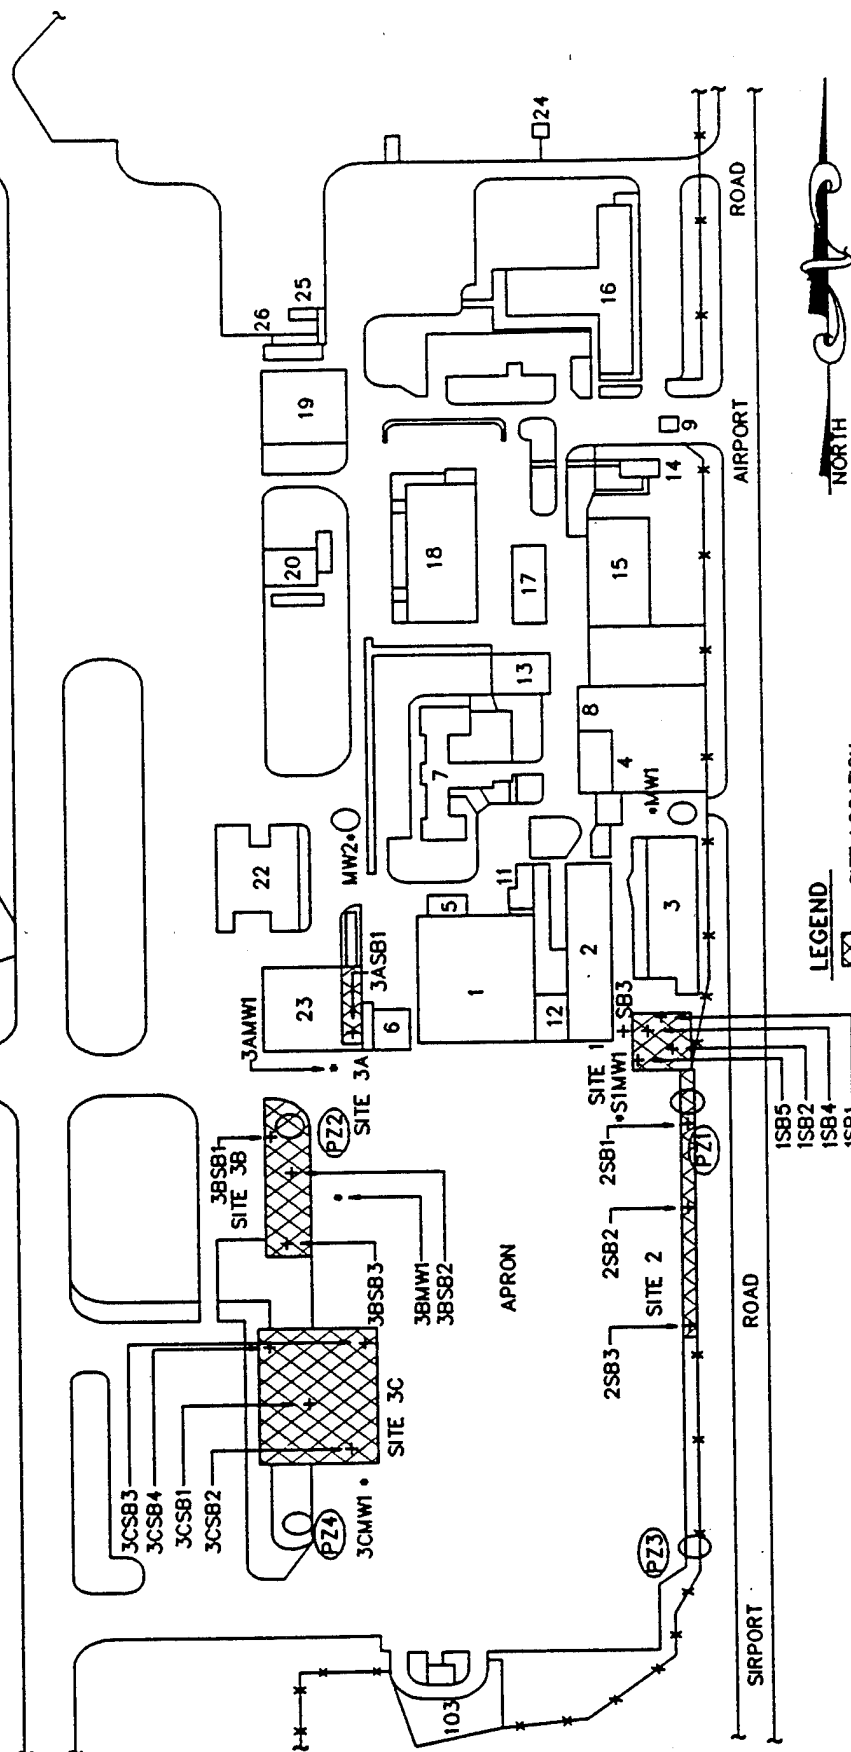 24
26
25
19
16
ROAD
9
AIRPORT
NORTH
20
18
17
14
15
13
8
7
4
MW1
22
MW2
11
5
3
LEGEND
23
3ASB1
1
2
6
12
SB3
3AMW1
SITE 3A
SITE 1
S1MW1
1SB5
1SB2
1SB4
1SB1
3BSB1
SITE 3B
PZ2
2SB1
PZ1
2SB2
3BSB3
3BMW1
3BSB2
APRON
SITE 2
2SB3
ROAD
3CSB3
3CSB4
3CSB1
3CSB2
SITE 3C
3CMW1
PZ4
PZ3
103
SIRPORT